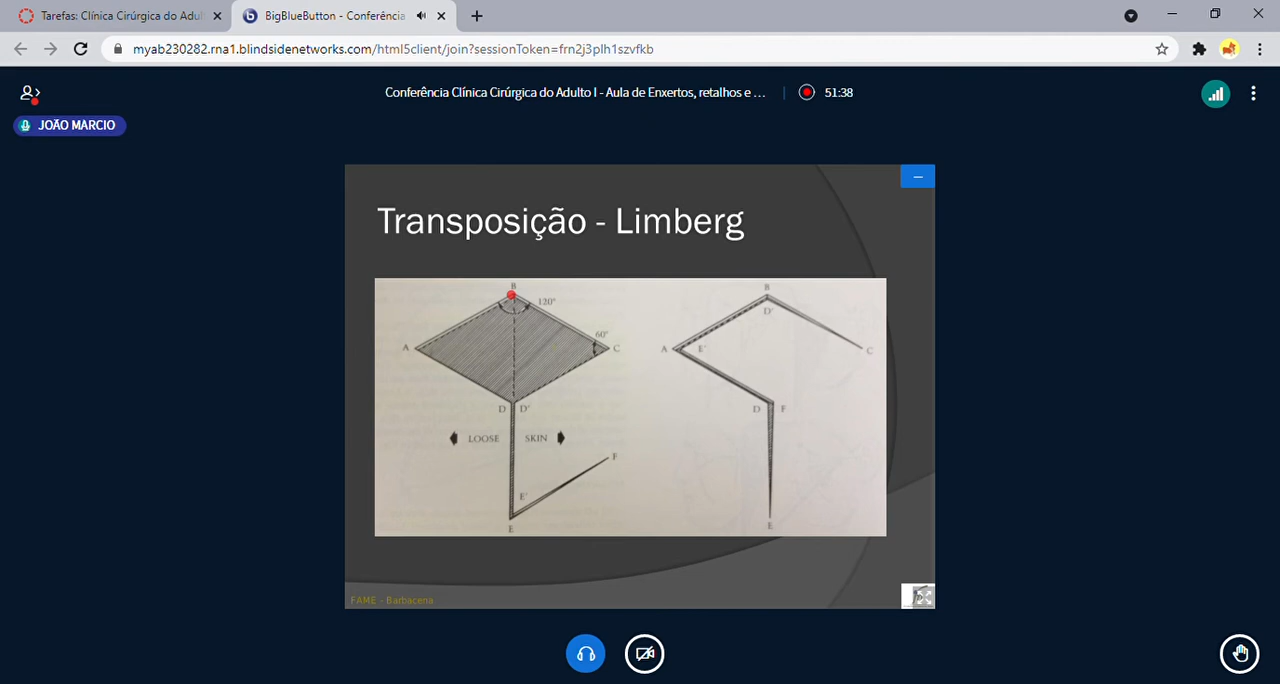 Tarefas: Clínica Cirúrgica do Adul
BigBlueButton - Conferência
myab230282.rna1.blindsidenetworks.com/html5client/join?sessionToken=frn2j3plh1szvfkb
Conferência Clínica Cirúrgica do Adulto I - Aula de Enxertos, retalhos e ...
51:38
JOÃO MARCIO
Transposição - Limberg
B
120°
60°
A
C
D
D'
LOOSE
SKIN
F
E'
E
B
D'
A
E'
C
D
F
E
FAME - Barbacena